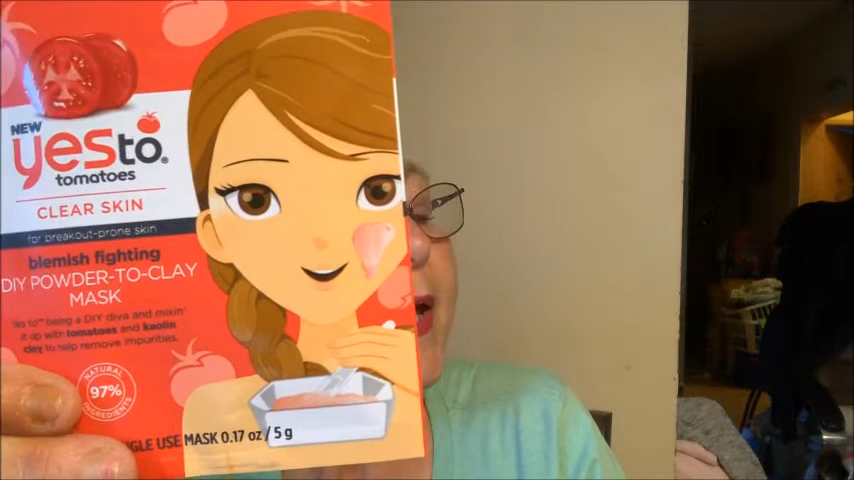 NEW
yes to
tomatoes
CLEAR SKIN
for breakout-prone skin
blemish fighting
DIY POWDER-TO-CLAY
MASK
Yes to™ being a DIY diva and mixin'
it up with tomatoes and kaolin
clay to help remove impurities.
NATURAL
97%
INGREDIENTS
SINGLE USE MASK 0.17 oz / 5g